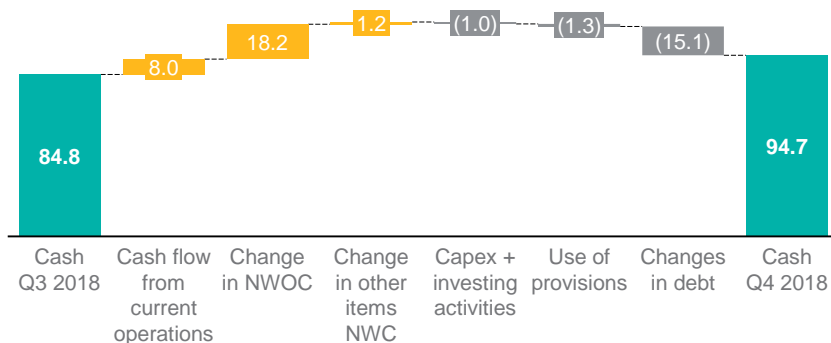 84.8
8.0
18.2
1.2
(1.0)
(1.3)
(15.1)
94.7
Cash
Q3 2018
Cash flow
from
current
operations
Change
in NWOC
Change
in other
items
NWC
Capex +
investing
activities
Use of
provisions
Changes
in debt
Cash
Q4 2018